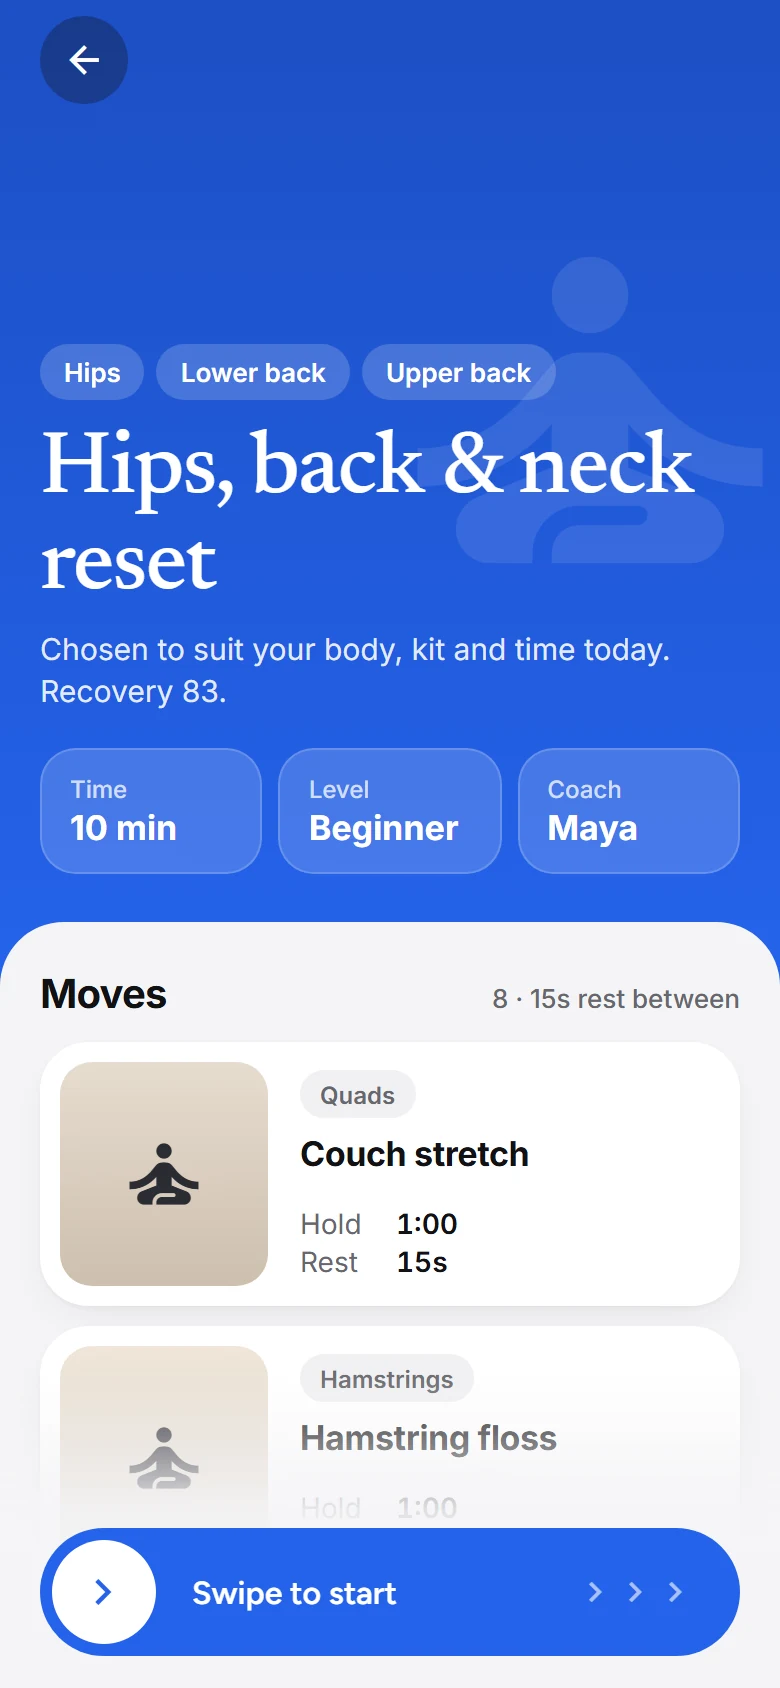 Hips
Lower back
Upper back
Hips, back & neck
reset
Chosen to suit your body, kit and time today.
Recovery 83.
Time
10 min
Level
Beginner
Coach
Maya
Moves
8 · 15s rest between
Quads
Couch stretch
Hold 1:00
Rest 15s
Hamstrings
Hamstring floss
Hold 1:00
Swipe to start